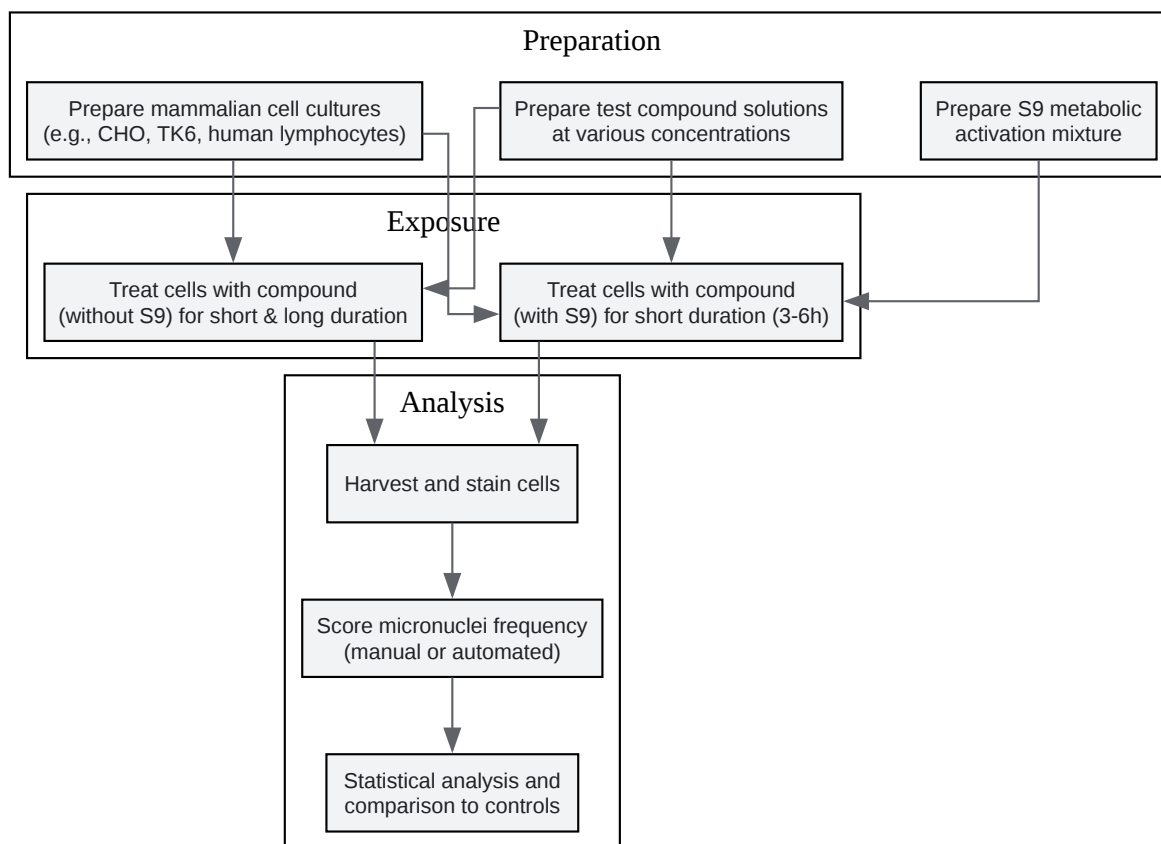 Preparation
Prepare mammalian cell cultures
(e.g., CHO, TK6, human lymphocytes)
Prepare test compound solutions
at various concentrations
Prepare S9 metabolic
activation mixture
Exposure
Treat cells with compound
(without S9) for short & long duration
Treat cells with compound
(with S9) for short duration (3-6h)
Analysis
Harvest and stain cells
Score micronuclei frequency
(manual or automated)
Statistical analysis and
comparison to controls